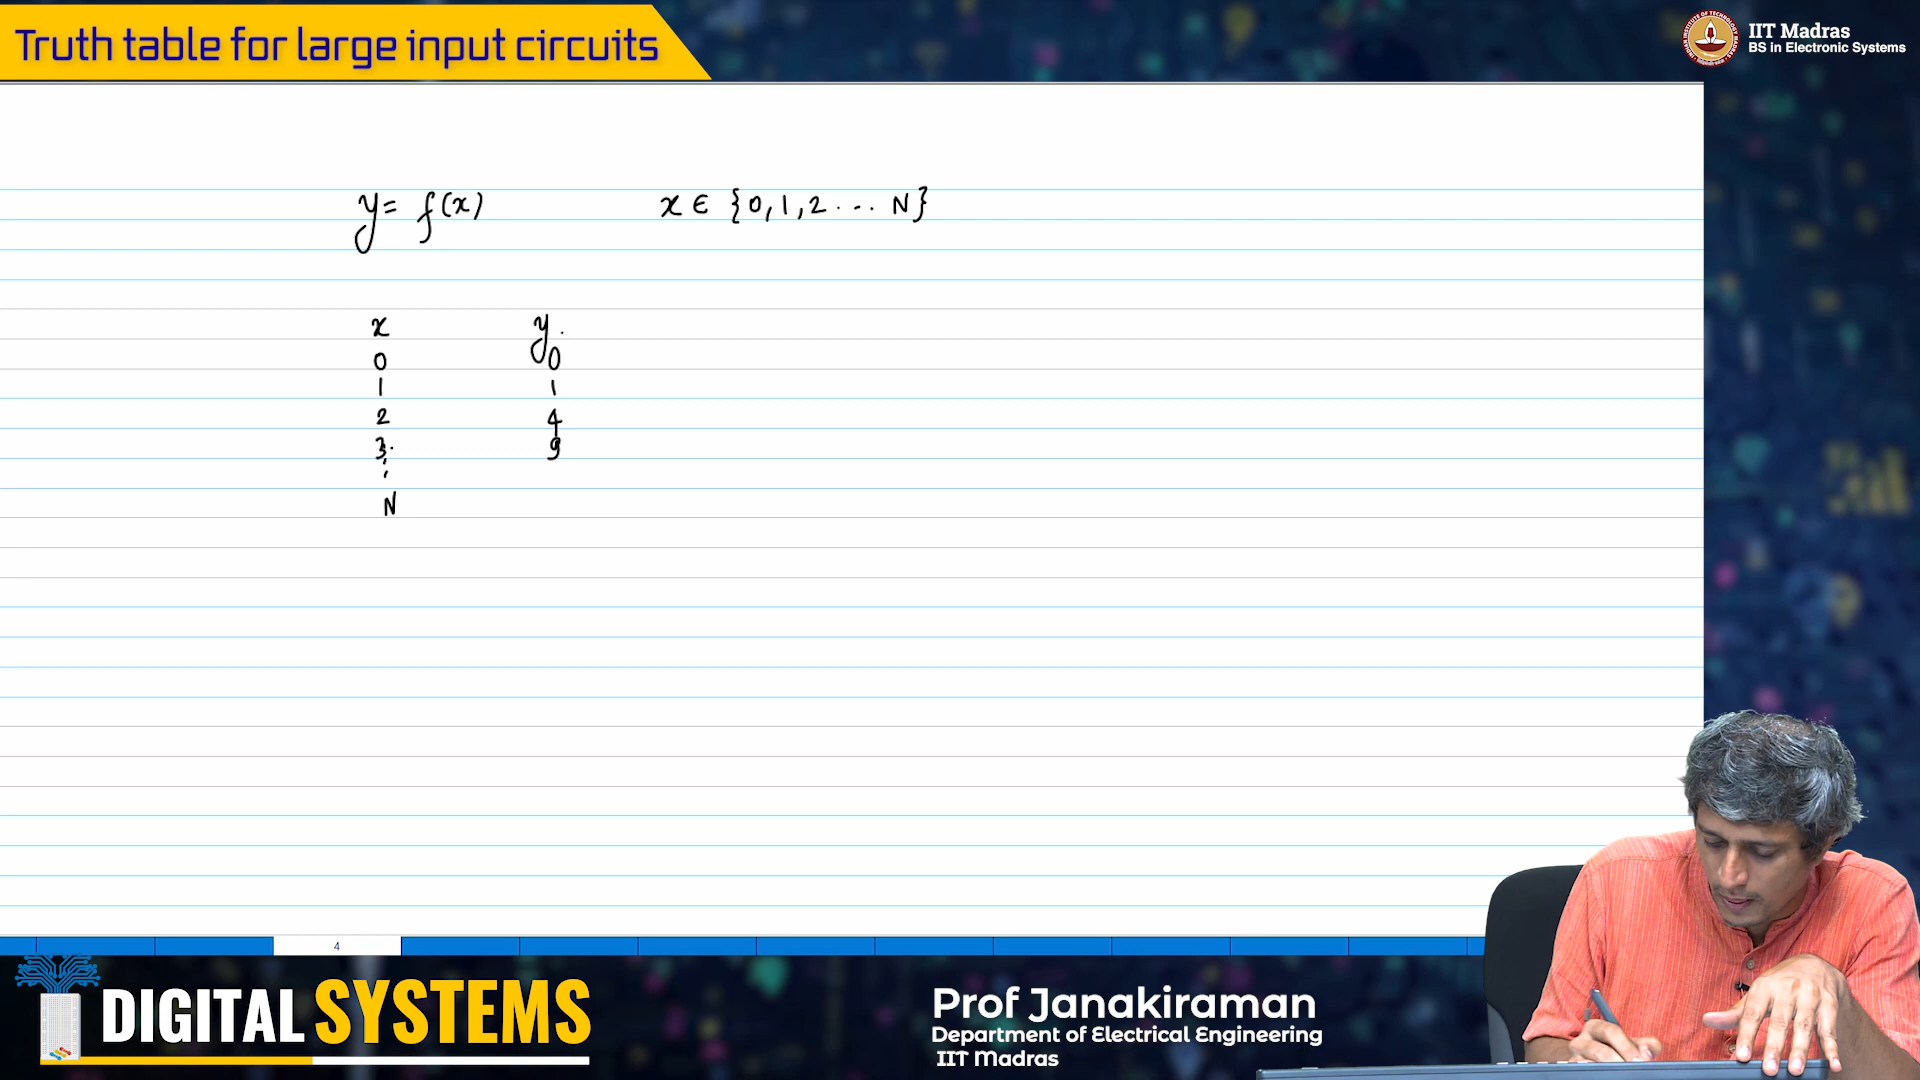 Truth table for large input circuits
IIT Madras
BS in Electronic Systems
y = f(x) x ∈ {0, 1, 2 ... N}
x y.
0 0
1 1
2 4
3 9
N
4
DIGITAL SYSTEMS
Prof Janakiraman
Department of Electrical Engineering
IIT Madras